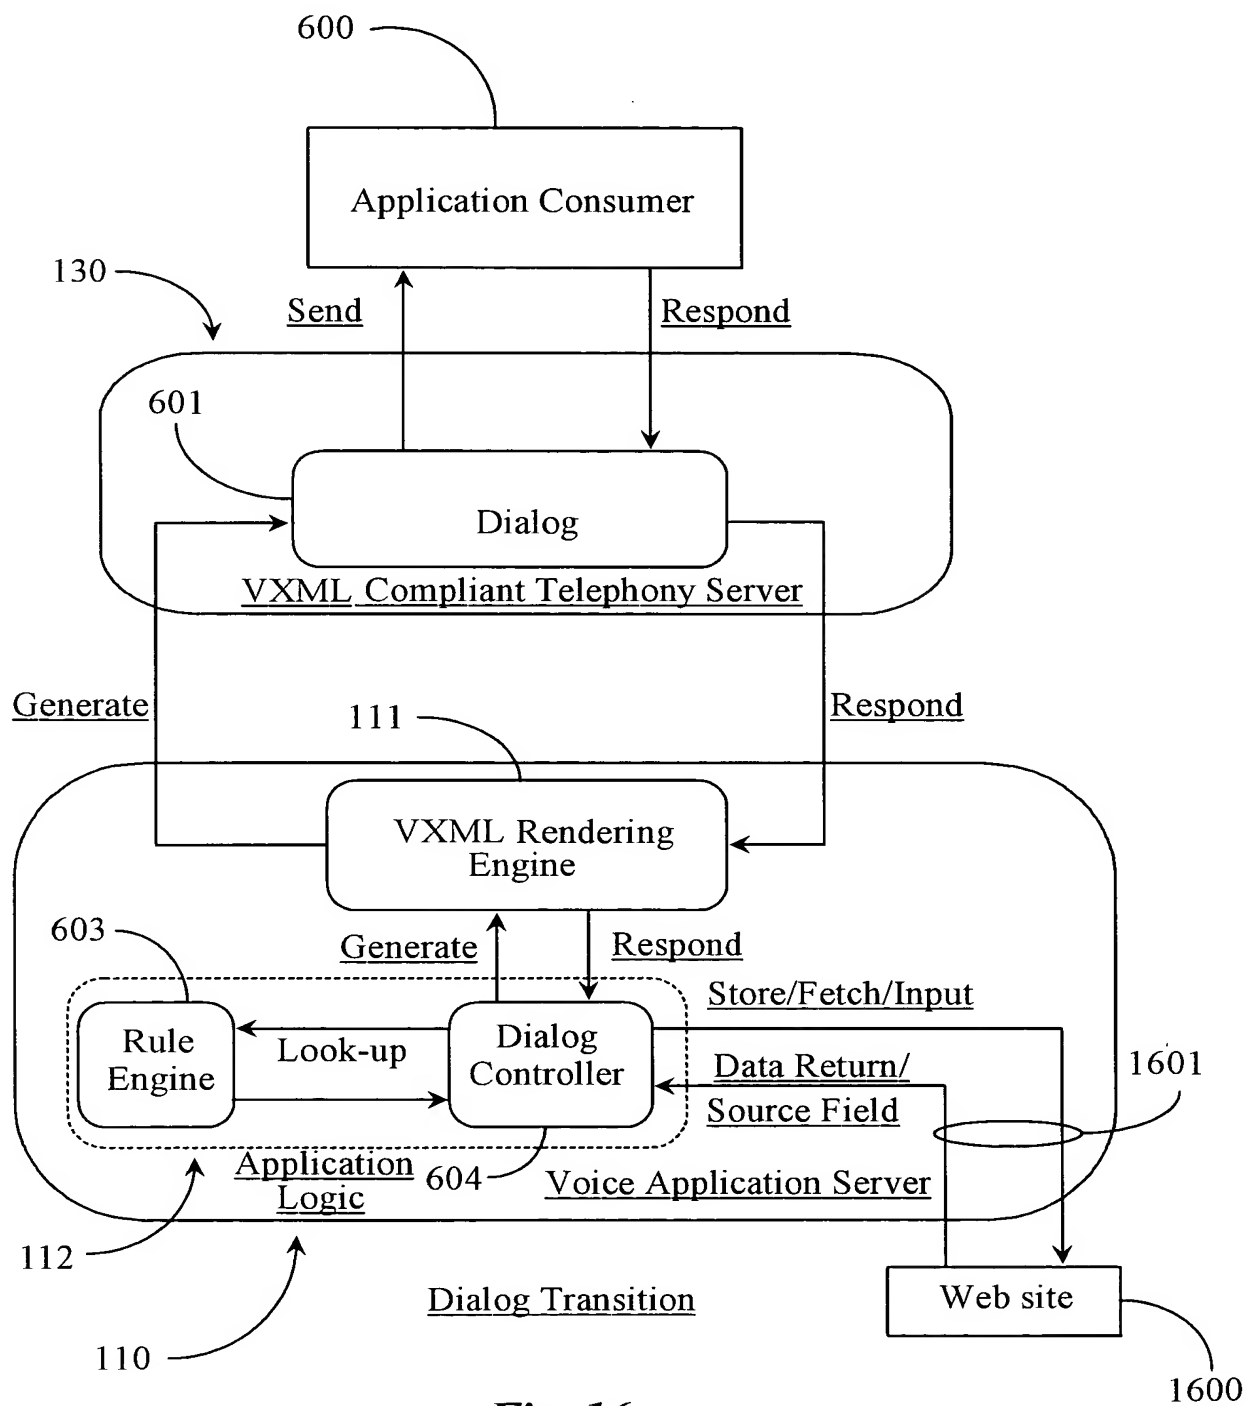 600
Application Consumer
130
Send
Respond
601
Dialog
VXML Compliant Telephony Server
Generate
111
Respond
VXML Rendering
Engine
603
Generate
Respond
Store/Fetch/Input
Rule
Engine
Look-up
Dialog
Controller
Data Return/
Source Field
1601
Application
Logic
604
Voice Application Server
112
Dialog Transition
Web site
110
1600